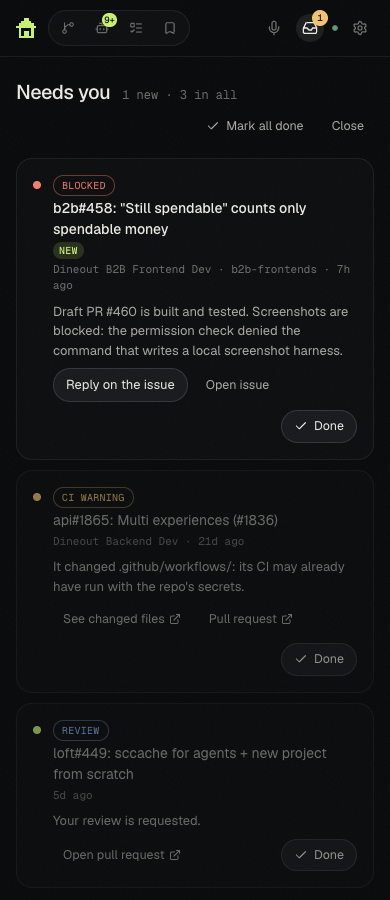 9+
1
Needs you 1 new · 3 in all
Mark all done Close
BLOCKED
b2b#458: "Still spendable" counts only
spendable money
NEW
Dineout B2B Frontend Dev · b2b-frontends · 7h
ago
Draft PR #460 is built and tested. Screenshots are
blocked: the permission check denied the
command that writes a local screenshot harness.
Reply on the issue Open issue
Done
CI WARNING
api#1865: Multi experiences (#1836)
Dineout Backend Dev · 21d ago
It changed .github/workflows/: its CI may already
have run with the repo's secrets.
See changed files Pull request
Done
REVIEW
loft#449: sccache for agents + new project
from scratch
5d ago
Your review is requested.
Open pull request Done